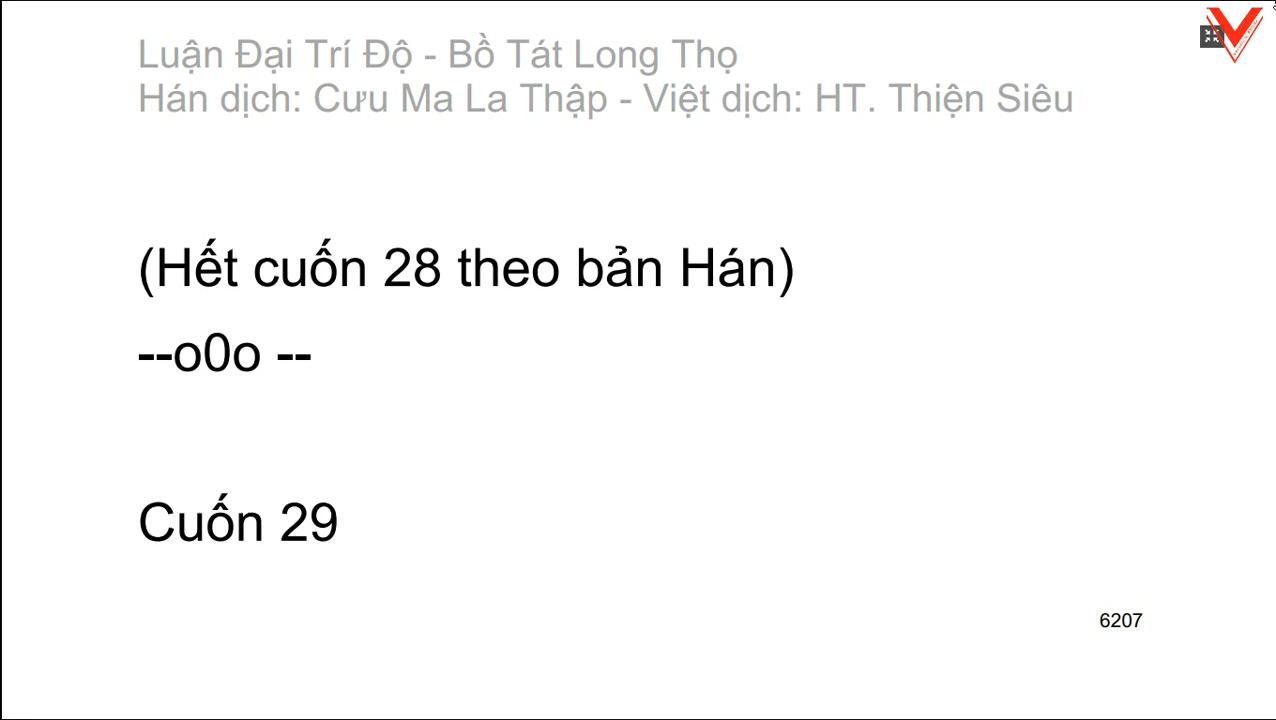 Luận Đại Trí Độ - Bồ Tát Long Thọ
Hán dịch: Cưu Ma La Thập - Việt dịch: HT. Thiện Siêu
(Hết cuốn 28 theo bản Hán)
--o0o --
Cuốn 29
6207